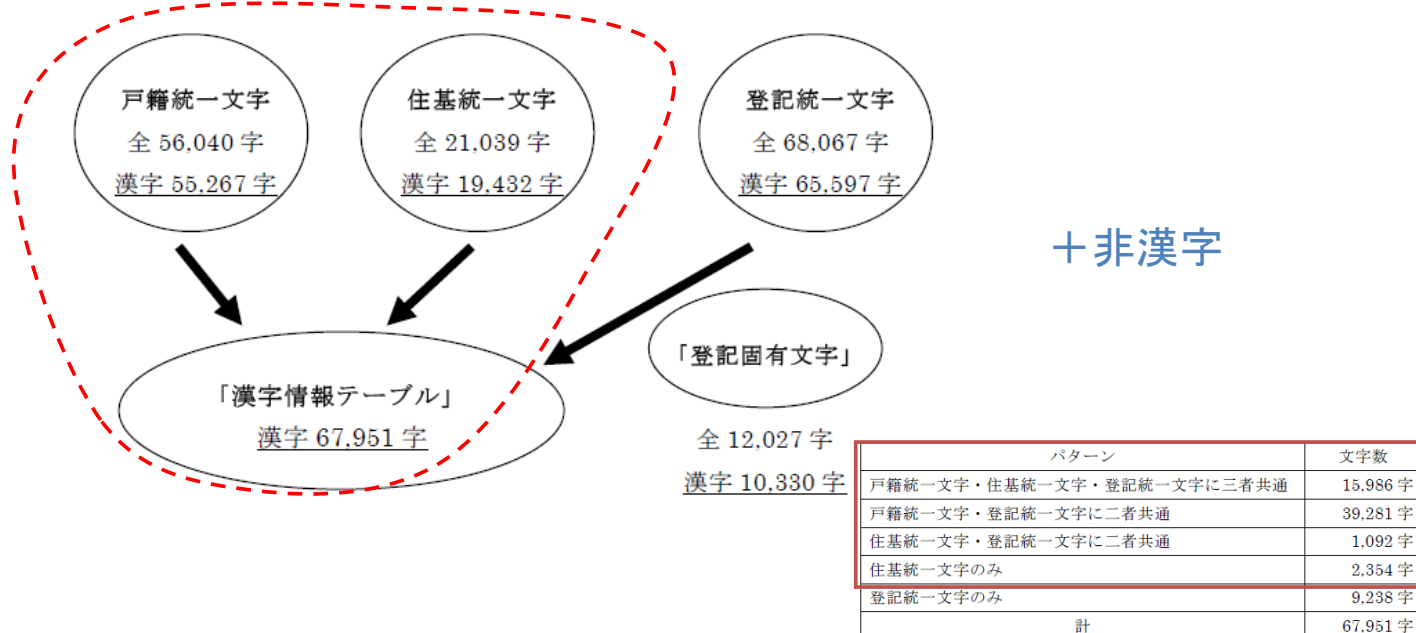 戸籍統一文字
全 56,040 字
漢字 55,267 字
住基統一文字
全 21,039 字
漢字 19,432 字
登記統一文字
全 68,067 字
漢字 65,597 字
＋非漢字
「漢字情報テーブル」
漢字 67,951 字
「登記固有文字」
全 12,027 字
漢字 10,330 字
パターン 文字数
戸籍統一文字・住基統一文字・登記統一文字に三者共通 15,986 字
戸籍統一文字・登記統一文字に二者共通 39,281 字
住基統一文字・登記統一文字に二者共通 1,092 字
住基統一文字のみ 2,354 字
登記統一文字のみ 9,238 字
計 67,951 字